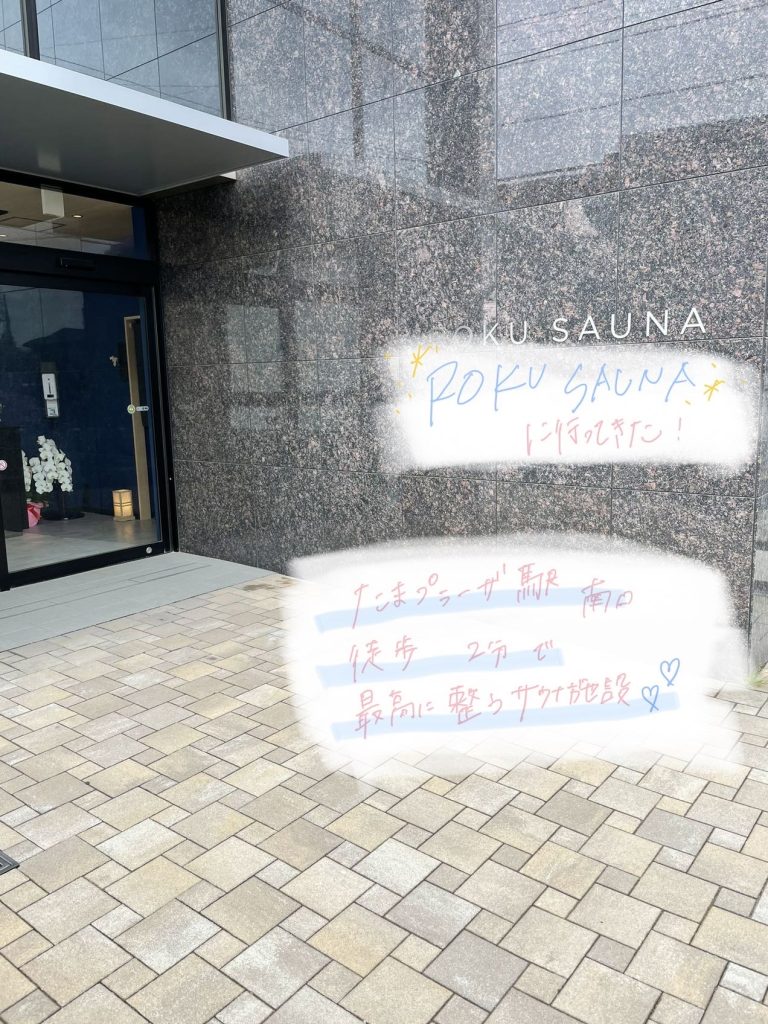 ROKU SAUNA
ROKU SAUNA
に行ってきた!
たまプラーザ駅 南口
徒歩 2分で
最高に整うサウナ施設